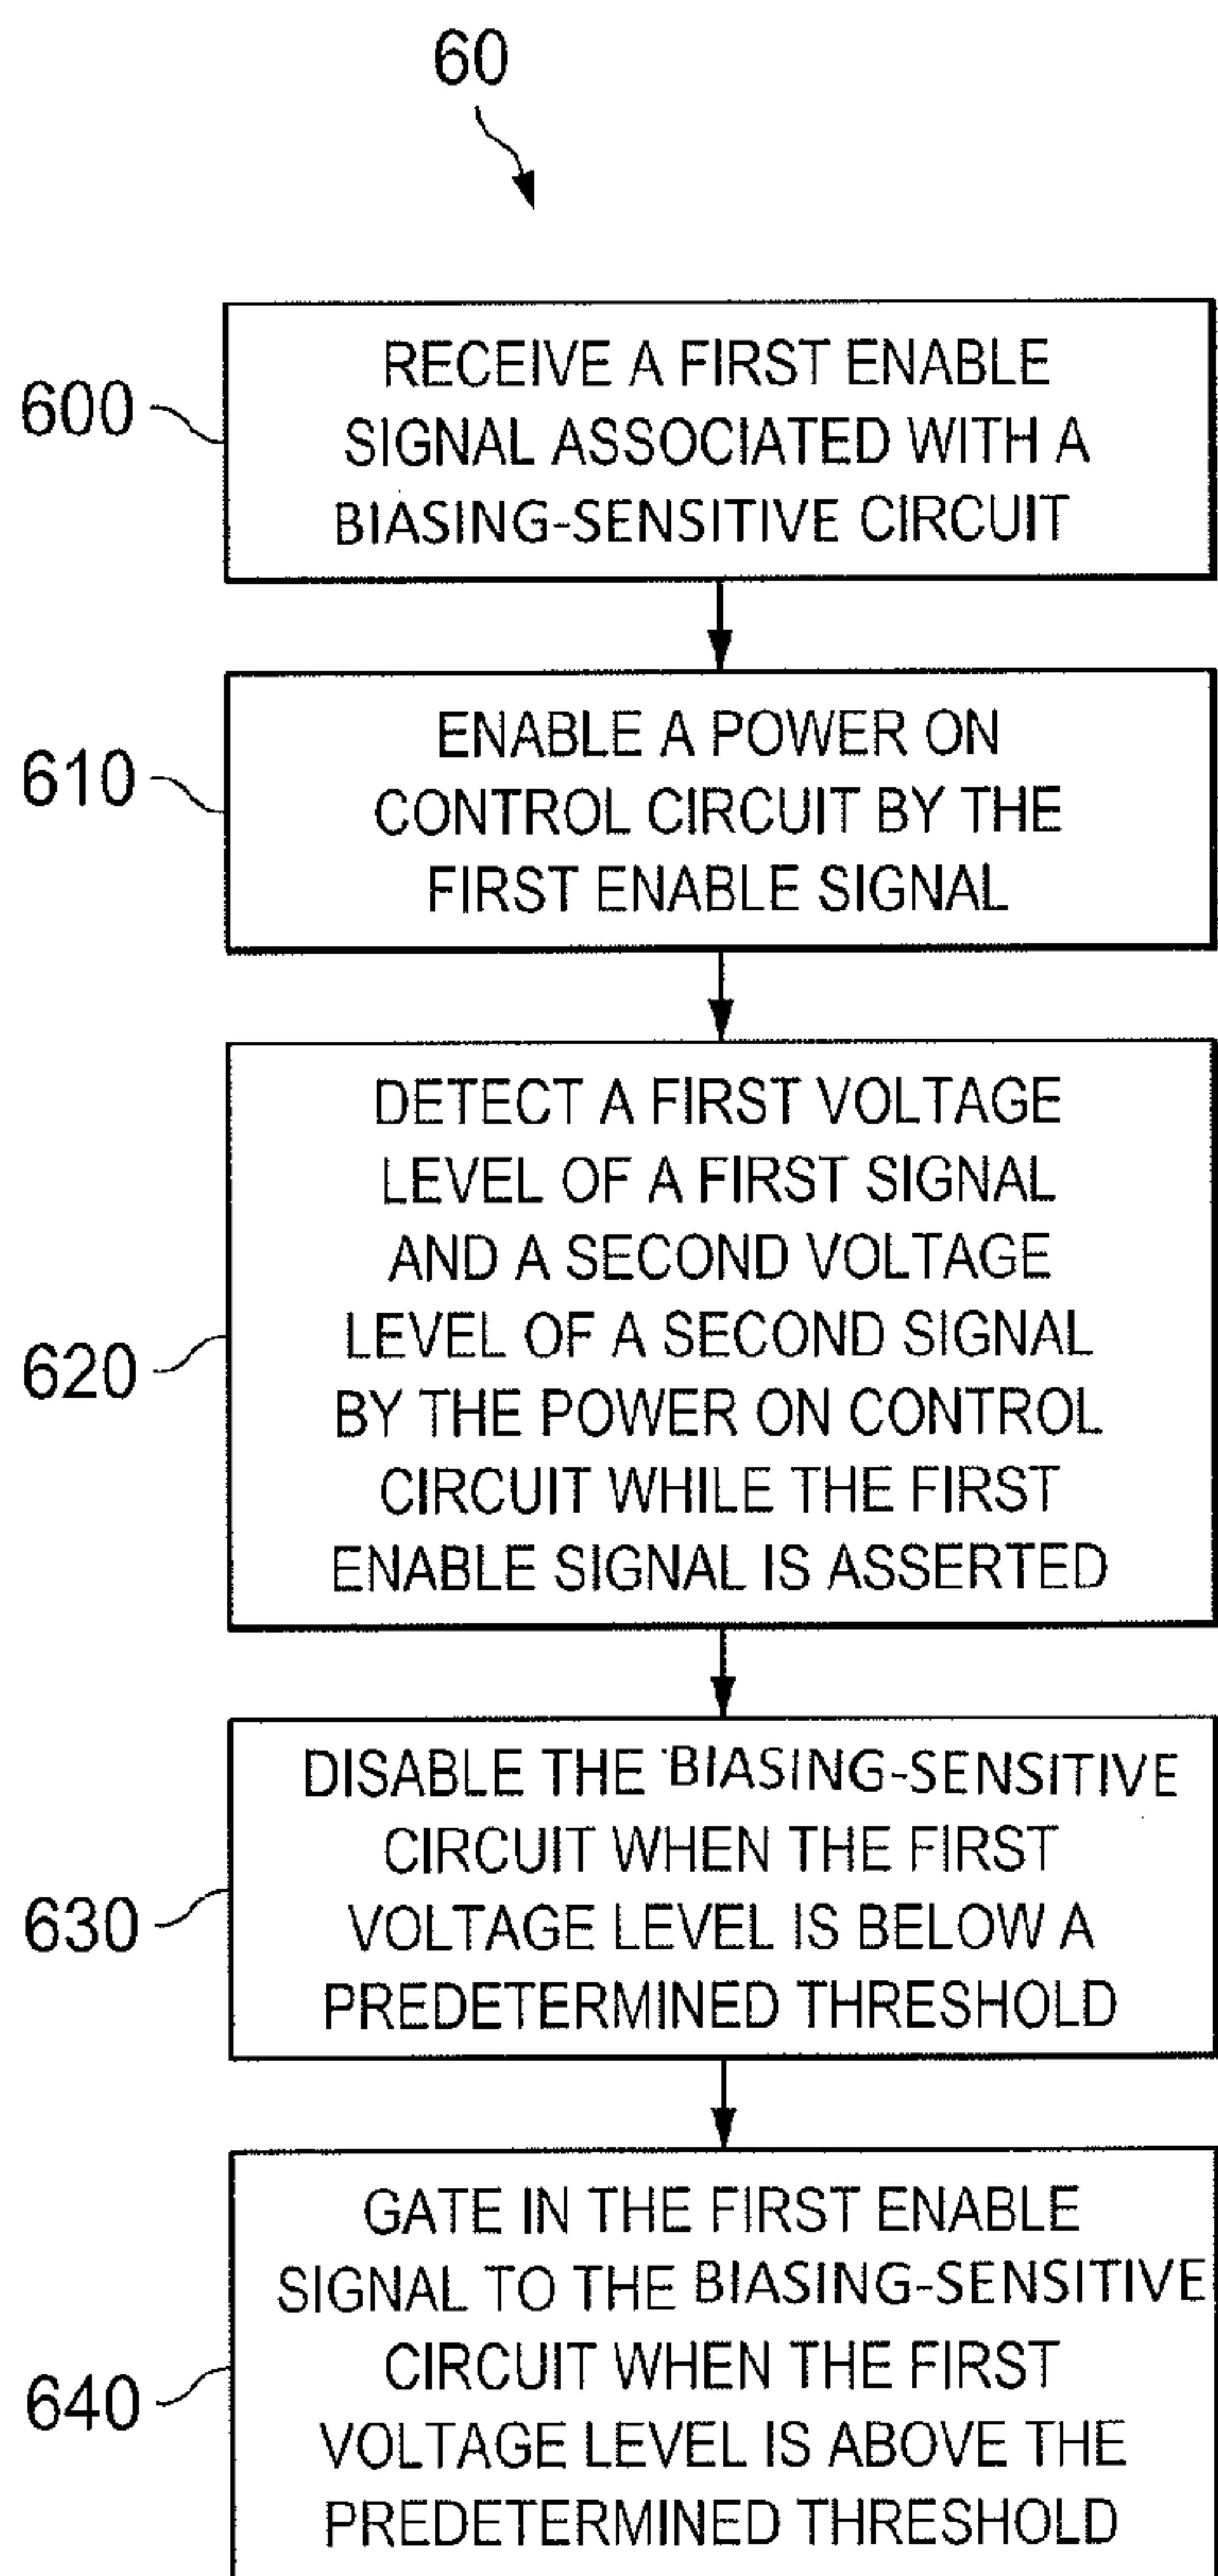 60
600
RECEIVE A FIRST ENABLE
SIGNAL ASSOCIATED WITH A
BIASING-SENSITIVE CIRCUIT
610
ENABLE A POWER ON
CONTROL CIRCUIT BY THE
FIRST ENABLE SIGNAL
620
DETECT A FIRST VOLTAGE
LEVEL OF A FIRST SIGNAL
AND A SECOND VOLTAGE
LEVEL OF A SECOND SIGNAL
BY THE POWER ON CONTROL
CIRCUIT WHILE THE FIRST
ENABLE SIGNAL IS ASSERTED
630
DISABLE THE BIASING-SENSITIVE
CIRCUIT WHEN THE FIRST
VOLTAGE LEVEL IS BELOW A
PREDETERMINED THRESHOLD
640
GATE IN THE FIRST ENABLE
SIGNAL TO THE BIASING-SENSITIVE
CIRCUIT WHEN THE FIRST
VOLTAGE LEVEL IS ABOVE THE
PREDETERMINED THRESHOLD